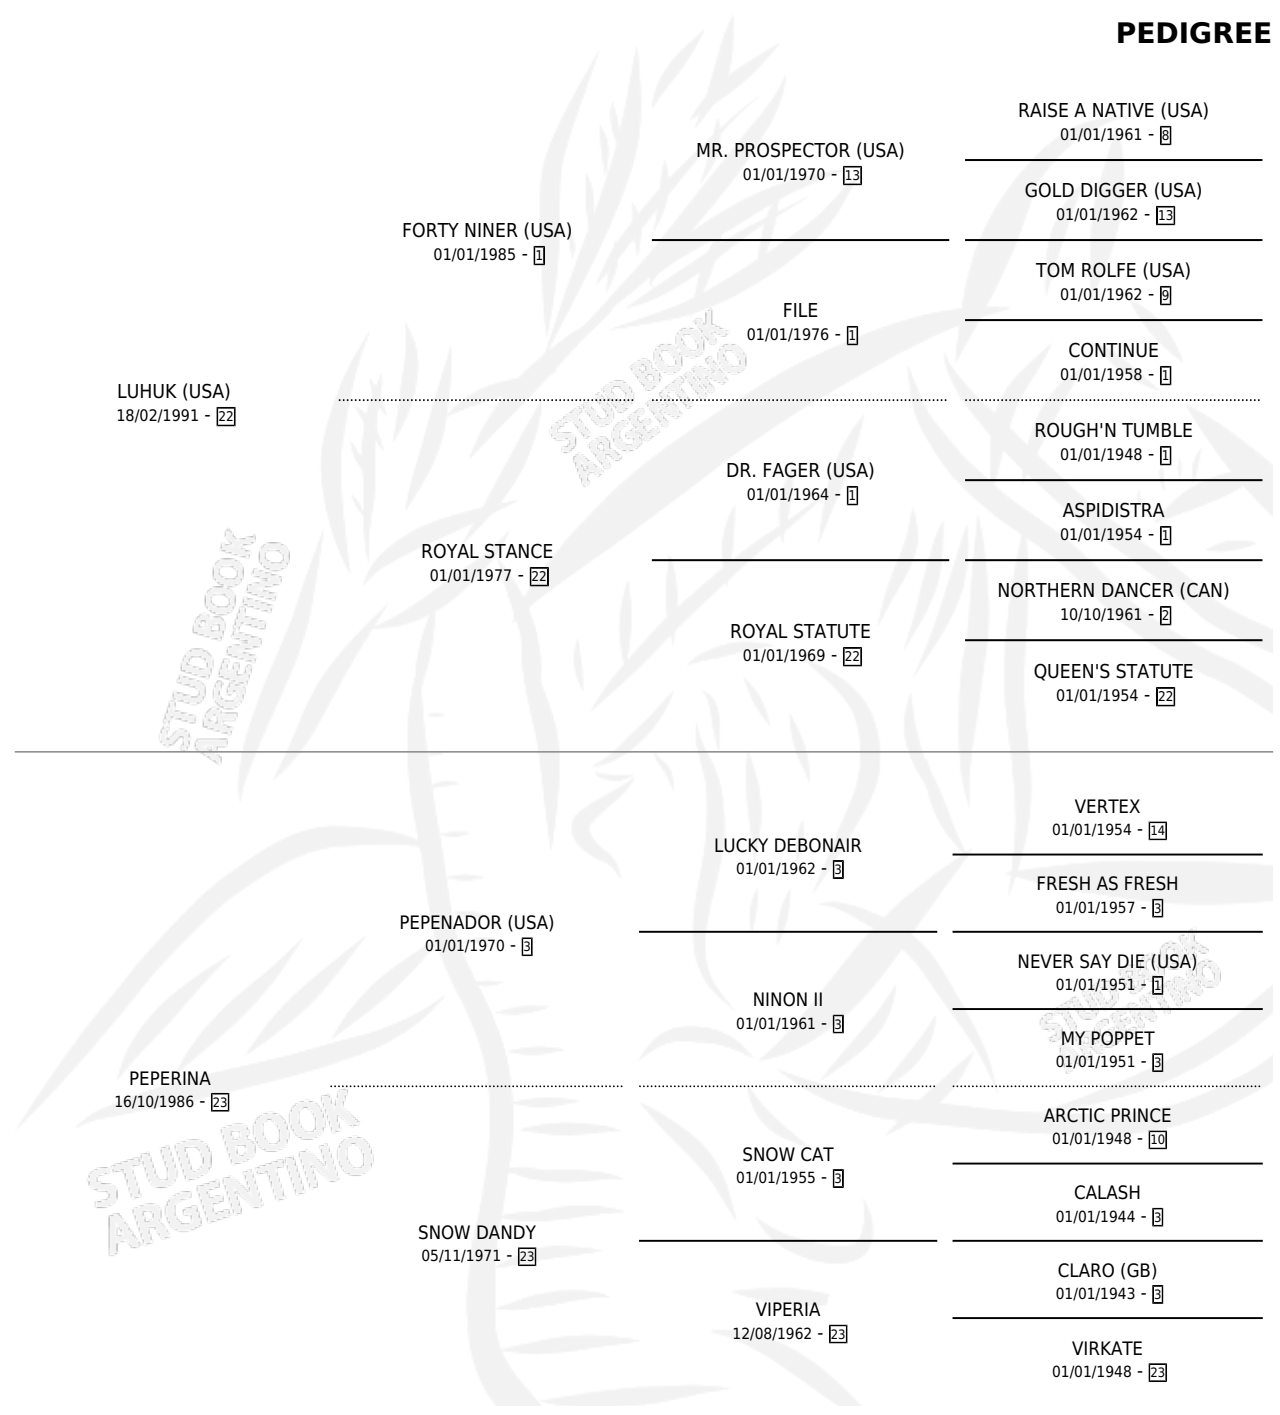 PEDIGREE
RAISE A NATIVE (USA)
01/01/1961 - 8
MR. PROSPECTOR (USA)
01/01/1970 - 13
GOLD DIGGER (USA)
01/01/1962 - 13
FORTY NINER (USA)
01/01/1985 - 1
TOM ROLFE (USA)
01/01/1962 - 9
FILE
01/01/1976 - 1
CONTINUE
01/01/1958 - 1
LUHUK (USA)
18/02/1991 - 22
ROUGH'N TUMBLE
01/01/1948 - 1
DR. FAGER (USA)
01/01/1964 - 1
ASPIDISTRA
01/01/1954 - 1
ROYAL STANCE
01/01/1977 - 22
NORTHERN DANCER (CAN)
10/10/1961 - 2
ROYAL STATUTE
01/01/1969 - 22
QUEEN'S STATUTE
01/01/1954 - 22
VERTEX
01/01/1954 - 14
LUCKY DEBONAIR
01/01/1962 - 3
FRESH AS FRESH
01/01/1957 - 3
PEPENADOR (USA)
01/01/1970 - 3
NEVER SAY DIE (USA)
01/01/1951 - 1
NINON II
01/01/1961 - 3
MY POPPET
01/01/1951 - 3
PEPERINA
16/10/1986 - 23
ARCTIC PRINCE
01/01/1948 - 10
SNOW CAT
01/01/1955 - 3
CALASH
01/01/1944 - 3
SNOW DANDY
05/11/1971 - 23
CLARO (GB)
01/01/1943 - 3
VIPERIA
12/08/1962 - 23
VIRKATE
01/01/1948 - 23
STUD BOOK
ARGENTINO
STUD BOOK
ARGENTINO
STUD BOOK
ARGENTINO
STUD BOOK
ARGENTINO